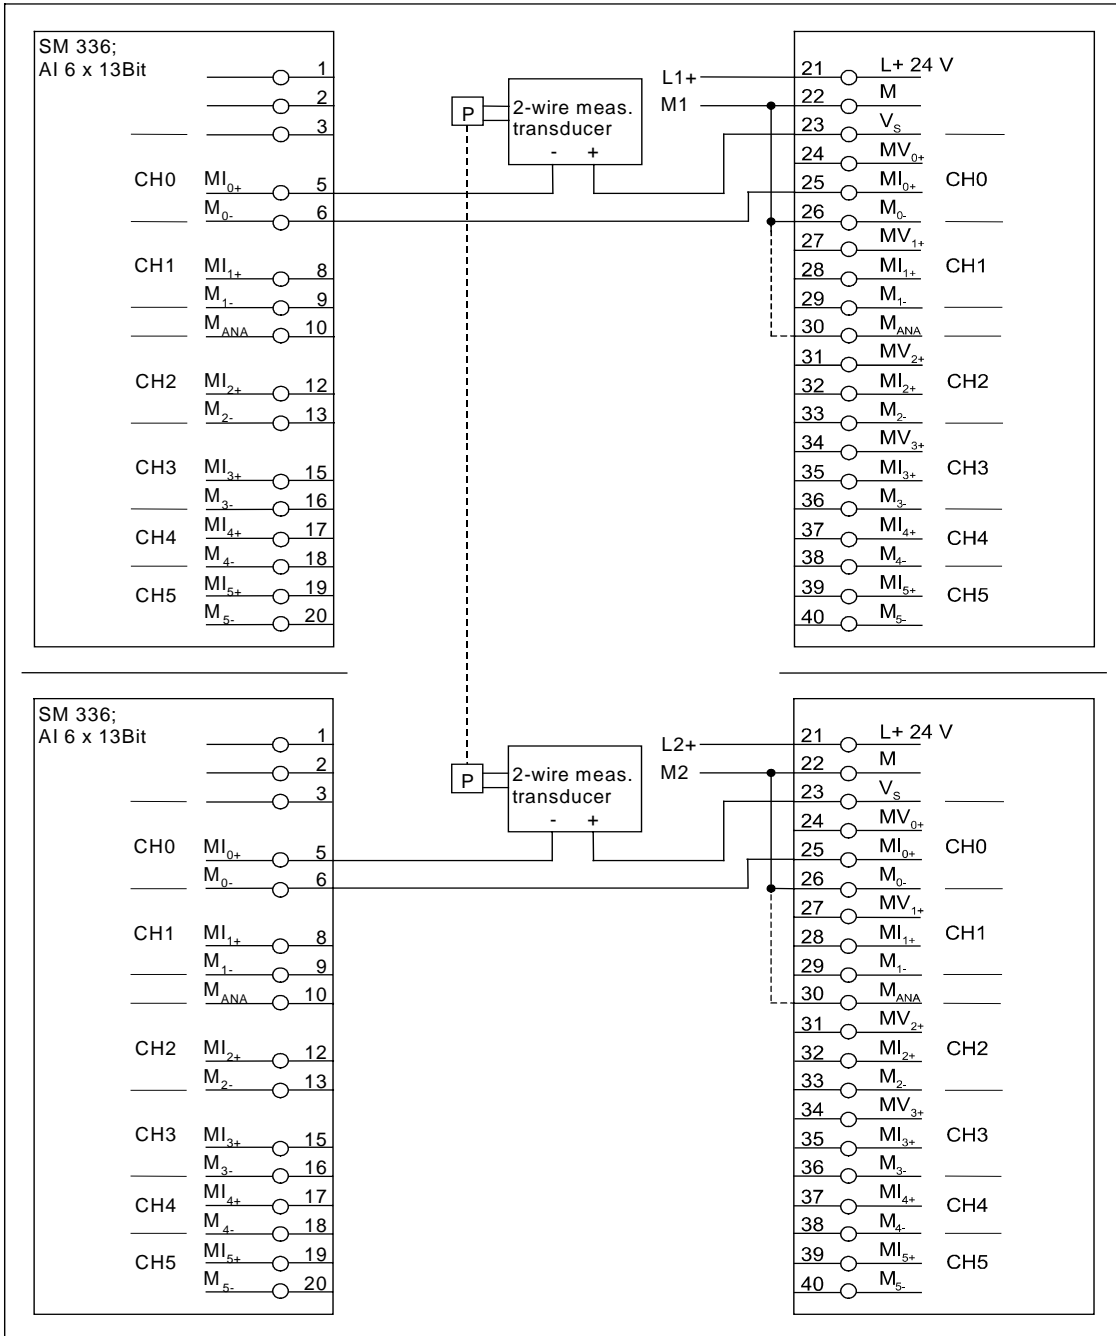 SM 336;
AI 6 x 13Bit
1
2
3
CH0 MI0+ 5
M0- 6
CH1 MI1+ 8
M1- 9
MANA 10
CH2 MI2+ 12
M2- 13
CH3 MI3+ 15
M3- 16
CH4 MI4+ 17
M4- 18
CH5 MI5+ 19
M5- 20
P
2-wire meas.
transducer
- +
L1+
M1
21 L+ 24 V
22 M
23 VS
24 MV0+
25 MI0+ CH0
26 M0-
27 MV1+
28 MI1+ CH1
29 M1-
30 MANA
31 MV2+
32 MI2+ CH2
33 M2-
34 MV3+
35 MI3+ CH3
36 M3-
37 MI4+ CH4
38 M4-
39 MI5+ CH5
40 M5-
SM 336;
AI 6 x 13Bit
1
2
3
CH0 MI0+ 5
M0- 6
CH1 MI1+ 8
M1- 9
MANA 10
CH2 MI2+ 12
M2- 13
CH3 MI3+ 15
M3- 16
CH4 MI4+ 17
M4- 18
CH5 MI5+ 19
M5- 20
P
2-wire meas.
transducer
- +
L2+
M2
21 L+ 24 V
22 M
23 VS
24 MV0+
25 MI0+ CH0
26 M0-
27 MV1+
28 MI1+ CH1
29 M1-
30 MANA
31 MV2+
32 MI2+ CH2
33 M2-
34 MV3+
35 MI3+ CH3
36 M3-
37 MI4+ CH4
38 M4-
39 MI5+ CH5
40 M5-